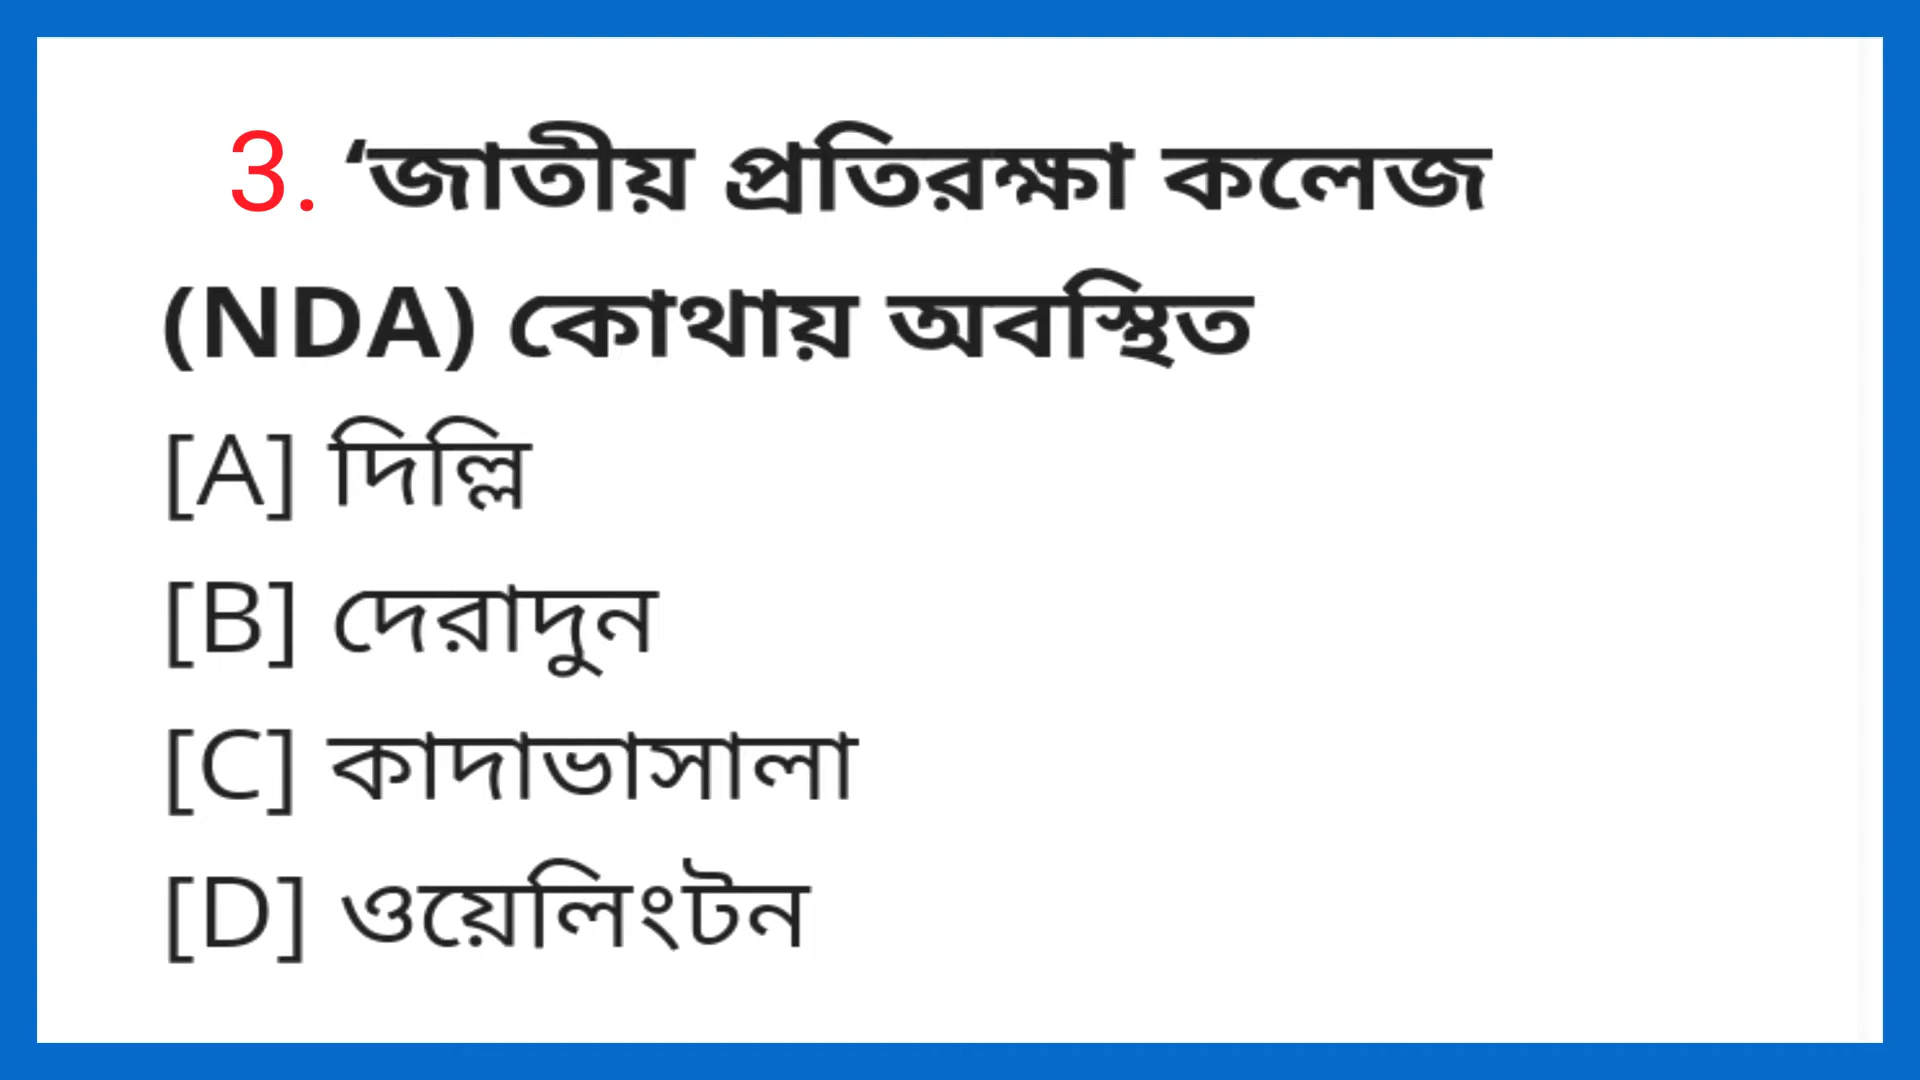 3. ‘জাতীয় প্রতিরক্ষা কলেজ
(NDA) কোথায় অবস্থিত
[A] দিল্লি
[B] দেরাদুন
[C] কাদাভাসালা
[D] ওয়েলিংটন